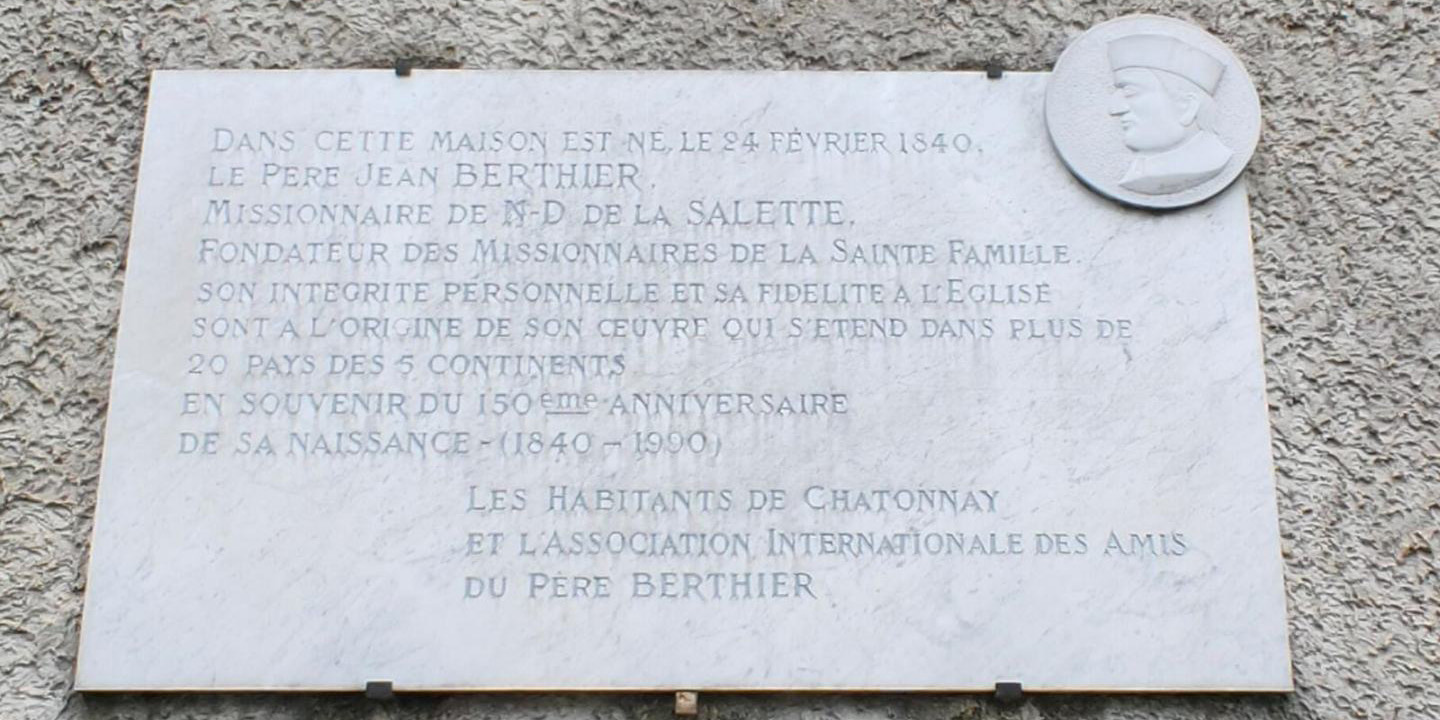 DANS CETTE MAISON EST NÉ, LE 24 FÉVRIER 1840,
LE PERE JEAN BERTHIER,
MISSIONNAIRE DE N-D DE LA SALETTE,
FONDATEUR DES MISSIONNAIRES DE LA SAINTE FAMILLE.
SON INTEGRITE PERSONNELLE ET SA FIDELITE A L'EGLISE
SONT A L'ORIGINE DE SON ŒUVRE QUI S'ETEND DANS PLUS DE
20 PAYS DES 5 CONTINENTS
EN SOUVENIR DU 150ème ANNIVERSAIRE
DE SA NAISSANCE - (1840 - 1990)
LES HABITANTS DE CHATONNAY
ET L'ASSOCIATION INTERNATIONALE DES AMIS
DU PÈRE BERTHIER